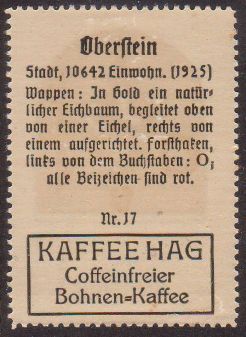 Oberstein
Stadt, 10642 Einwohn. (1925)
Wappen: In Gold ein natür-
licher Eichbaum, begleitet oben
von einer Eichel, rechts von
einem aufgerichtet. Forsthaken,
links von dem Buchstaben: O;
alle Beizeichen sind rot.
Nr. 17
KAFFEE HAG
Coffeinfreier
Bohnen=Kaffee